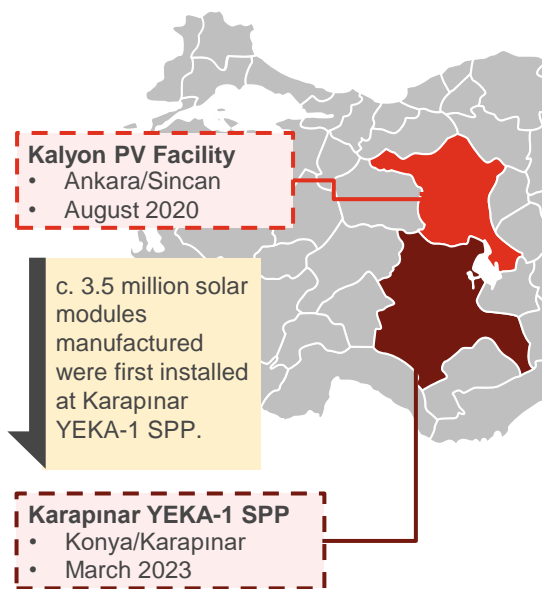 Kalyon PV Facility
• Ankara/Sincan
• August 2020
c. 3.5 million solar
modules
manufactured
were first installed
at Karapınar
YEKA-1 SPP.
Karapınar YEKA-1 SPP
• Konya/Karapınar
• March 2023